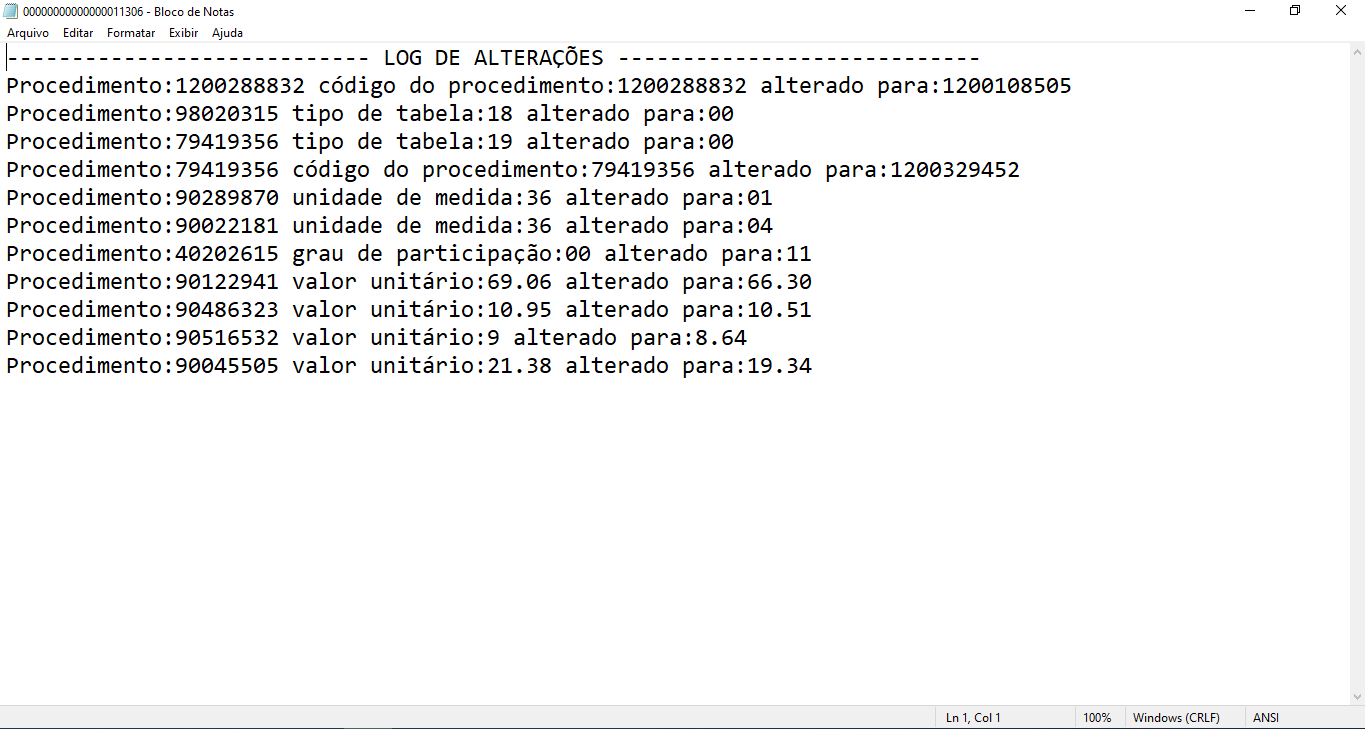 00000000000000011306 - Bloco de Notas
Arquivo Editar Formatar Exibir Ajuda
---------------------------- LOG DE ALTERAÇÕES ----------------------------
Procedimento:1200288832 código do procedimento:1200288832 alterado para:1200108505
Procedimento:98020315 tipo de tabela:18 alterado para:00
Procedimento:79419356 tipo de tabela:19 alterado para:00
Procedimento:79419356 código do procedimento:79419356 alterado para:1200329452
Procedimento:90289870 unidade de medida:36 alterado para:01
Procedimento:90022181 unidade de medida:36 alterado para:04
Procedimento:40202615 grau de participação:00 alterado para:11
Procedimento:90122941 valor unitário:69.06 alterado para:66.30
Procedimento:90486323 valor unitário:10.95 alterado para:10.51
Procedimento:90516532 valor unitário:9 alterado para:8.64
Procedimento:90045505 valor unitário:21.38 alterado para:19.34
Ln 1, Col 1 100% Windows (CRLF) ANSI